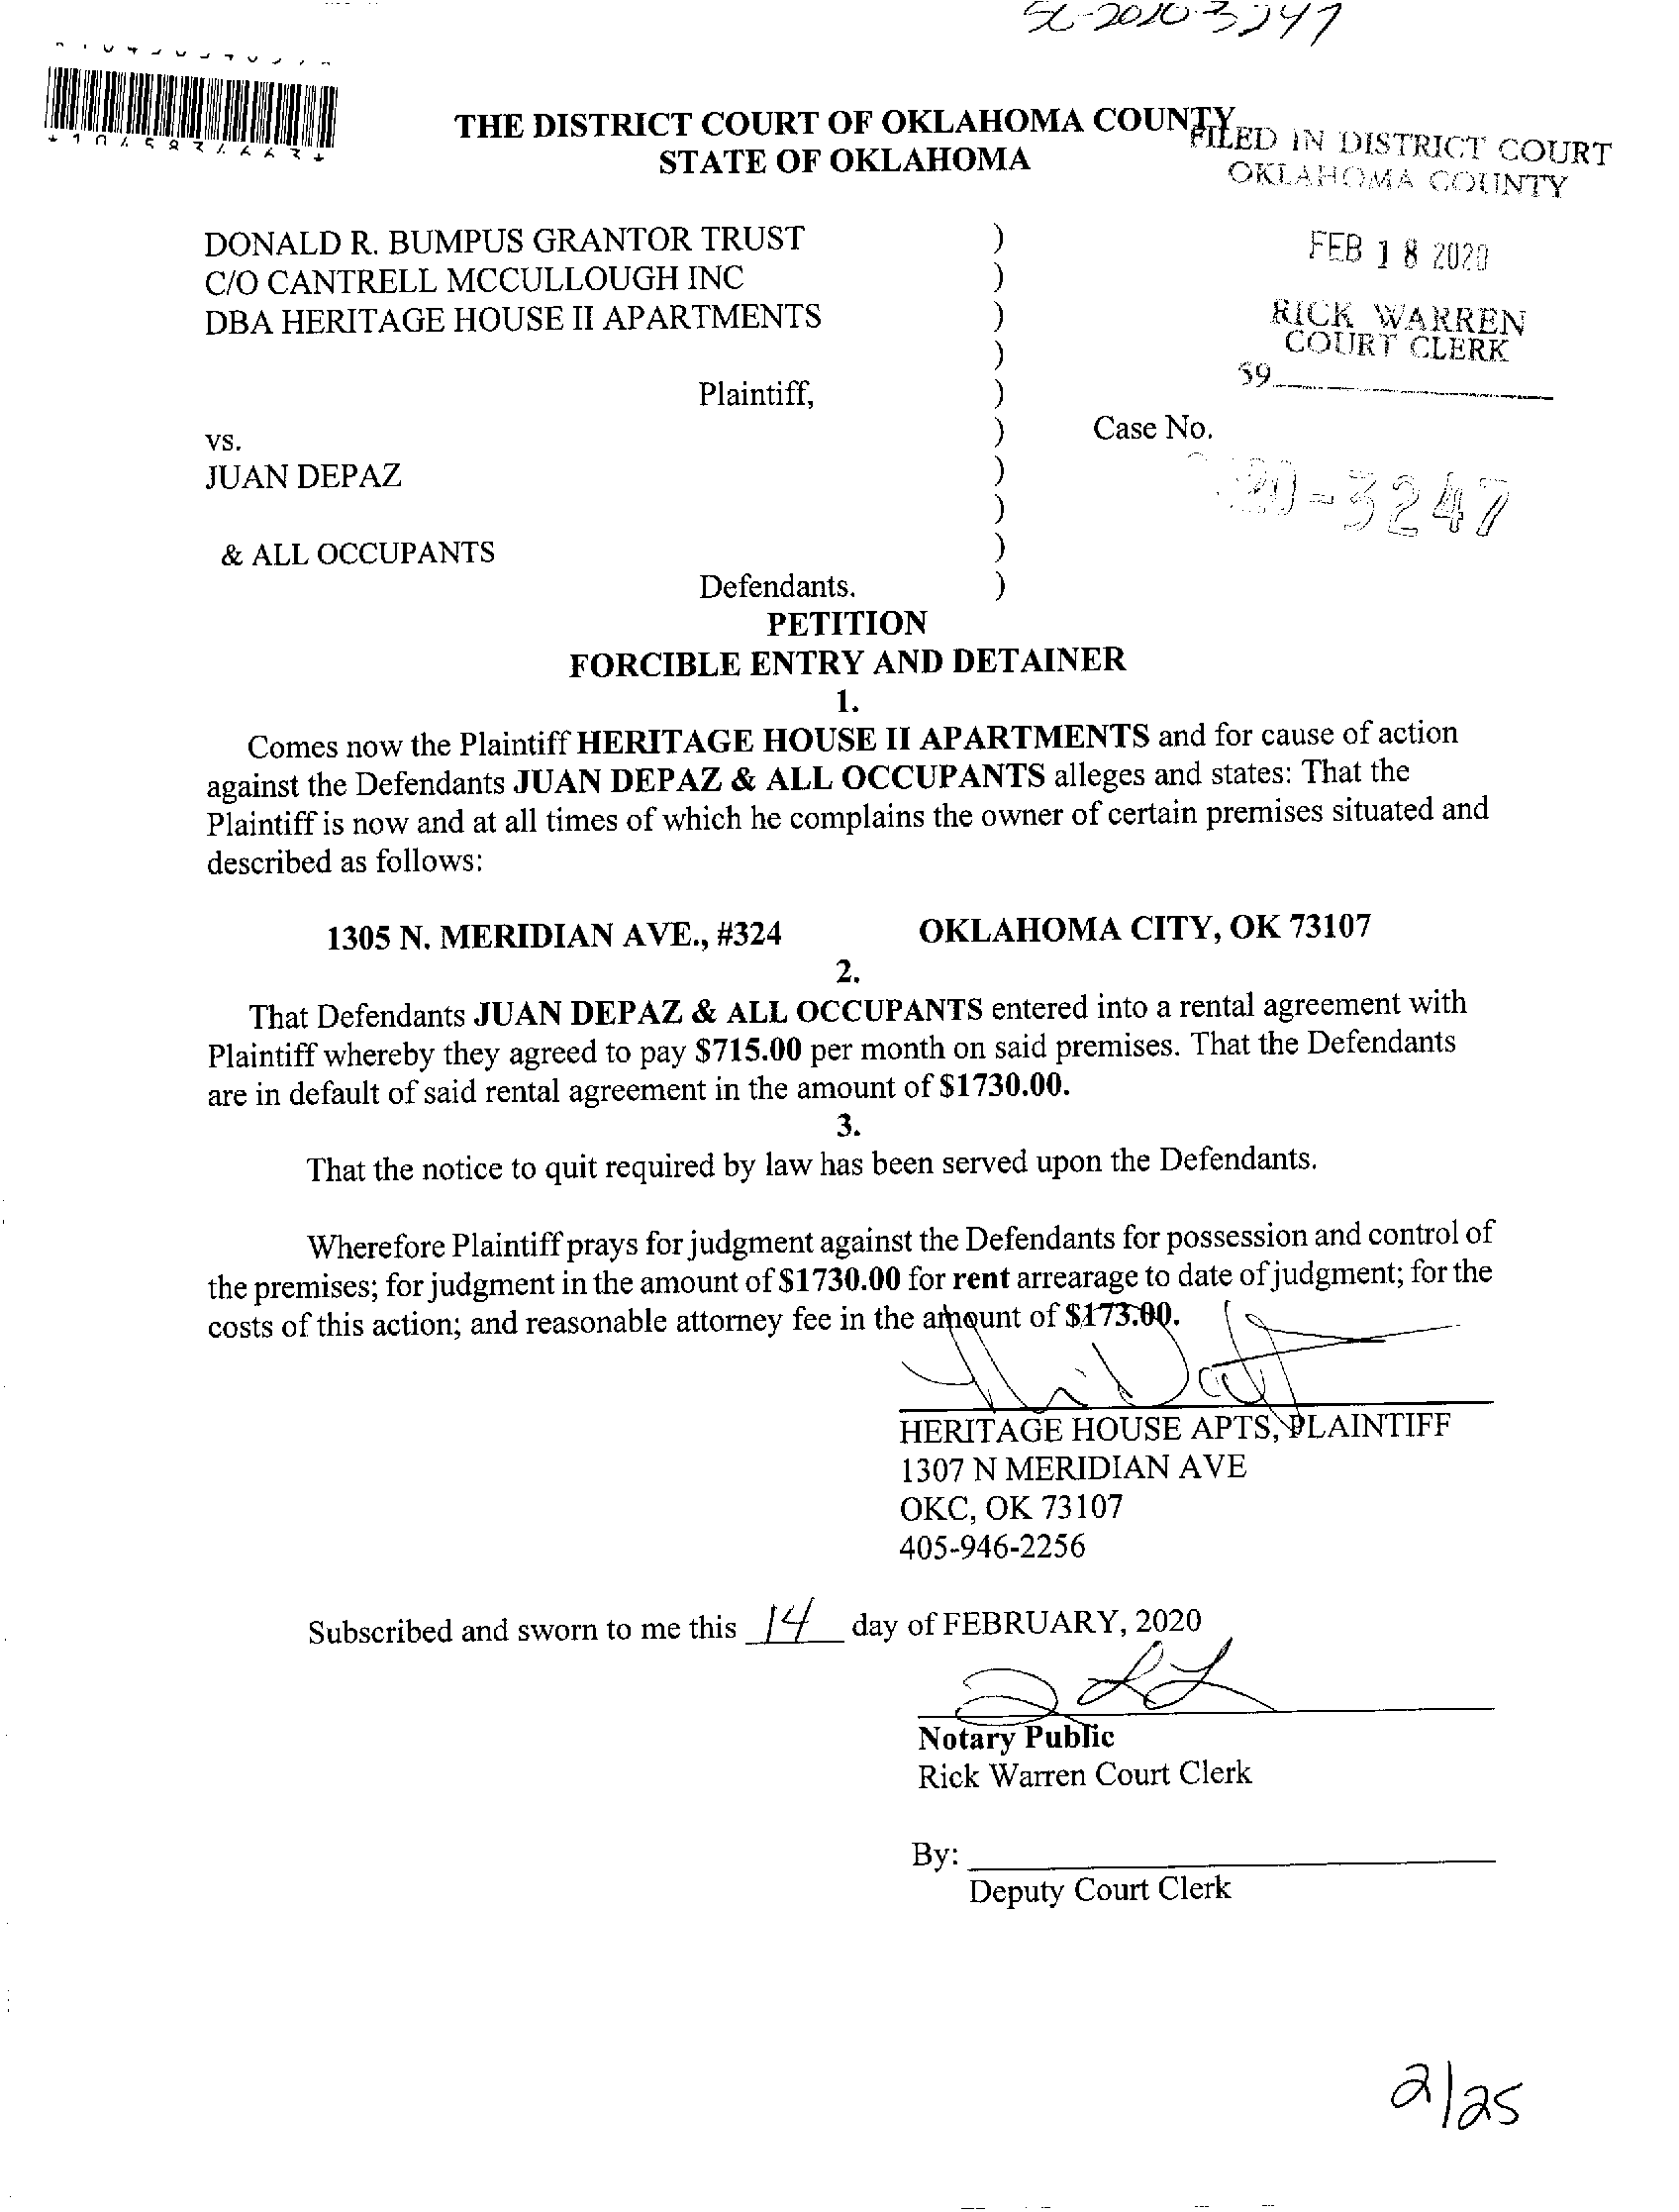 SC-2020-3247
THE DISTRICT COURT OF OKLAHOMA COUNTY
STATE OF OKLAHOMA
FILED IN DISTRICT COURT
OKLAHOMA COUNTY
FEB 18 2020
RICK WARREN
COURT CLERK
59
DONALD R. BUMPUS GRANTOR TRUST )
C/O CANTRELL MCCULLOUGH INC )
DBA HERITAGE HOUSE II APARTMENTS )
)
Plaintiff, )
vs. ) Case No.
JUAN DEPAZ )
20-3247
)
& ALL OCCUPANTS )
Defendants. )
PETITION
FORCIBLE ENTRY AND DETAINER
1.
Comes now the Plaintiff HERITAGE HOUSE II APARTMENTS and for cause of action
against the Defendants JUAN DEPAZ & ALL OCCUPANTS alleges and states: That the
Plaintiff is now and at all times of which he complains the owner of certain premises situated and
described as follows:
1305 N. MERIDIAN AVE., #324 OKLAHOMA CITY, OK 73107
2.
That Defendants JUAN DEPAZ & ALL OCCUPANTS entered into a rental agreement with
Plaintiff whereby they agreed to pay $715.00 per month on said premises. That the Defendants
are in default of said rental agreement in the amount of $1730.00.
3.
That the notice to quit required by law has been served upon the Defendants.
Wherefore Plaintiff prays for judgment against the Defendants for possession and control of
the premises; for judgment in the amount of $1730.00 for rent arrearage to date of judgment; for the
costs of this action; and reasonable attorney fee in the amount of $173.00.
HERITAGE HOUSE APTS, PLAINTIFF
1307 N MERIDIAN AVE
OKC, OK 73107
405-946-2256
Subscribed and sworn to me this 14 day of FEBRUARY, 2020
Notary Public
Rick Warren Court Clerk
By:
Deputy Court Clerk
2/25